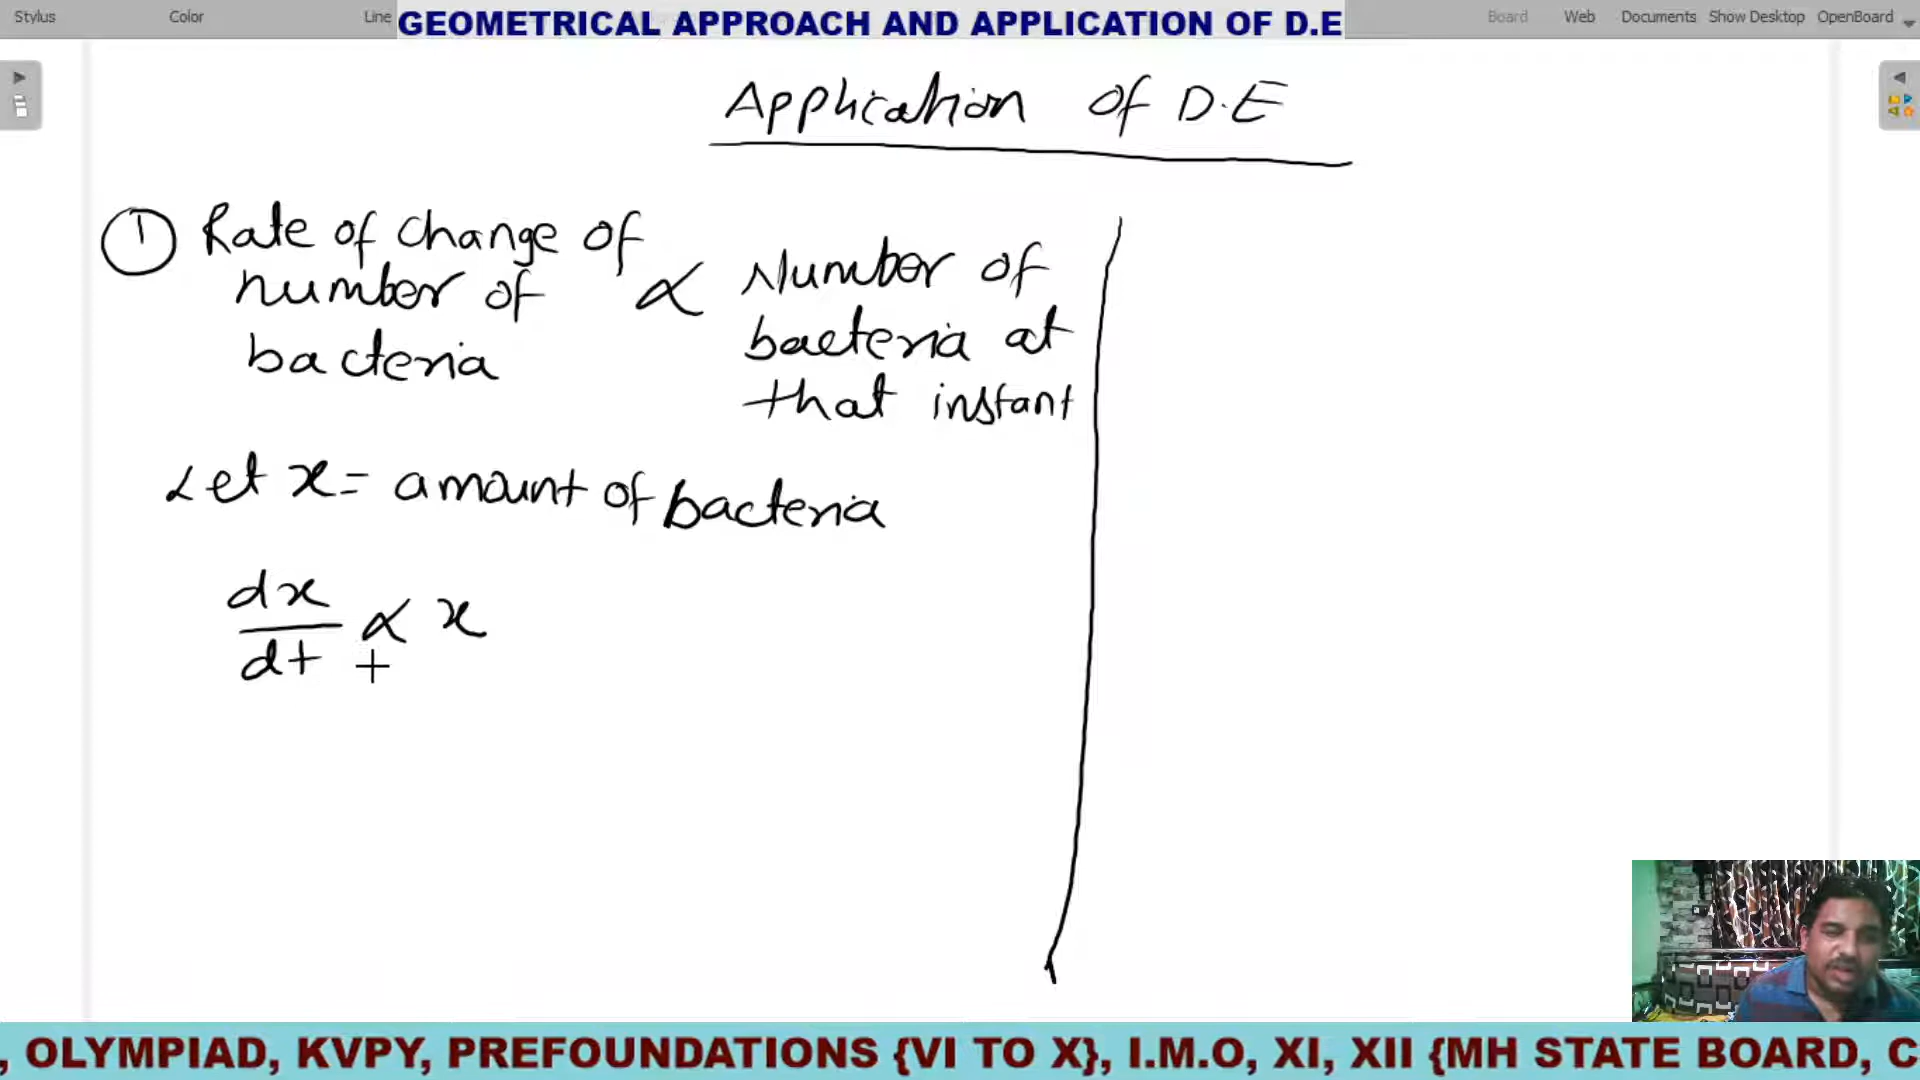 Stylus Color Line GEOMETRICAL APPROACH AND APPLICATION OF D.E Board Web Documents Show Desktop OpenBoard
Application of D.E
① Rate of change of
number of
bacteria
∝
Number of
bacteria at
that instant
Let x = amount of bacteria
dx
dt
∝ x
, OLYMPIAD, KVPY, PREFOUNDATIONS {VI TO X}, I.M.O, XI, XII {MH STATE BOARD, C